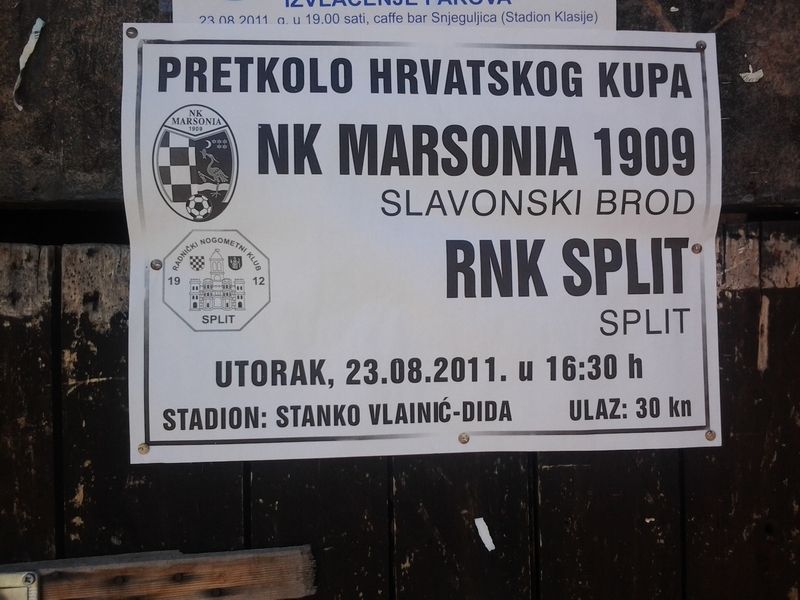 IZVLAČENJE PAROVA
23.08.2011. g. u 19.00 sati, caffe bar Snjeguljica (Stadion Klasije)
PRETKOLO HRVATSKOG KUPA
NK
MARSONIA
1909
NK MARSONIA 1909
SLAVONSKI BROD
RADNIČKI NOGOMETNI KLUB
19 12
SPLIT
RNK SPLIT
SPLIT
UTORAK, 23.08.2011. u 16:30 h
STADION: STANKO VLAINIĆ-DIDA ULAZ: 30 kn